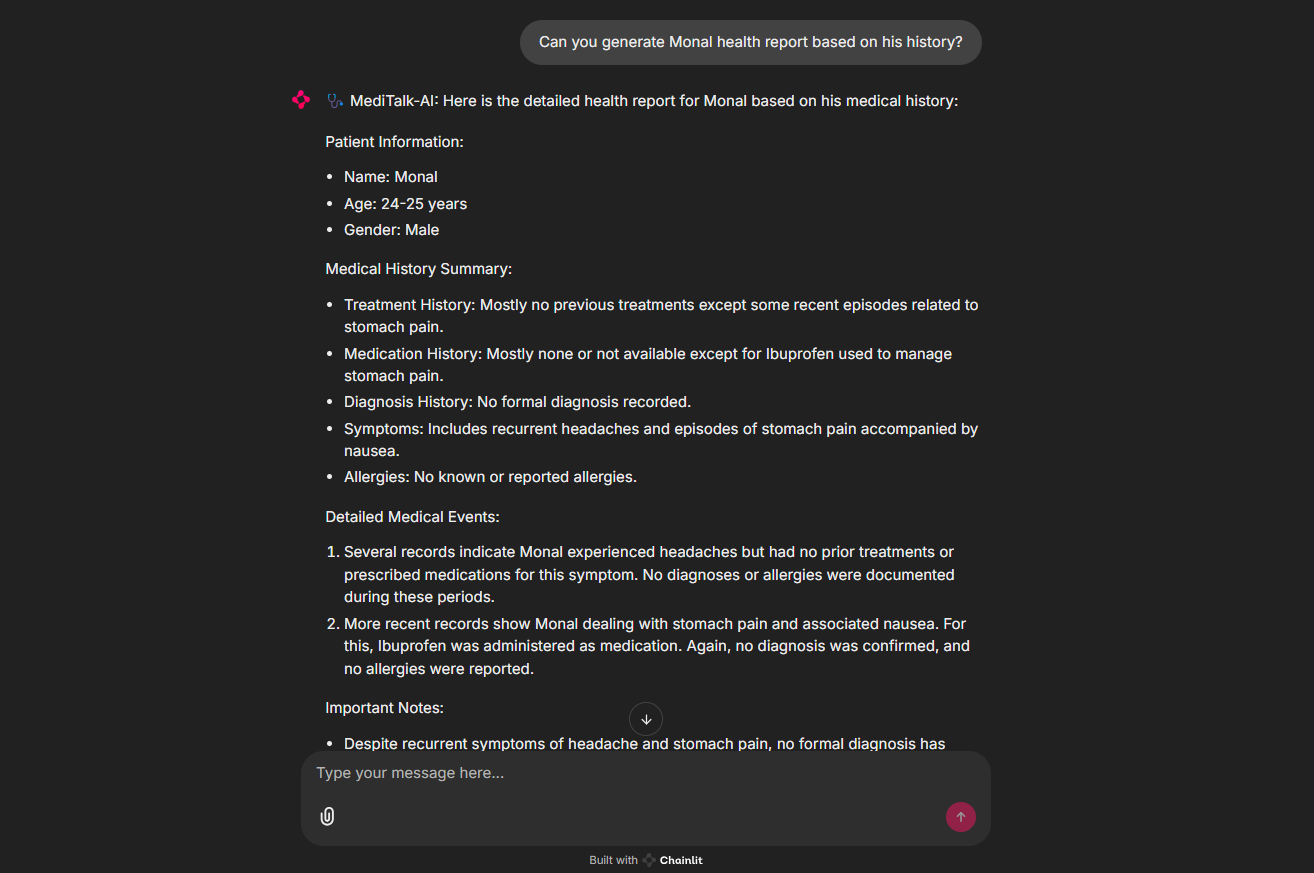 Can you generate Monal health report based on his history?
MediTalk-AI: Here is the detailed health report for Monal based on his medical history:
Patient Information:
• Name: Monal
• Age: 24-25 years
• Gender: Male
Medical History Summary:
• Treatment History: Mostly no previous treatments except some recent episodes related to
stomach pain.
• Medication History: Mostly none or not available except for Ibuprofen used to manage
stomach pain.
• Diagnosis History: No formal diagnosis recorded.
• Symptoms: Includes recurrent headaches and episodes of stomach pain accompanied by
nausea.
• Allergies: No known or reported allergies.
Detailed Medical Events:
1. Several records indicate Monal experienced headaches but had no prior treatments or
prescribed medications for this symptom. No diagnoses or allergies were documented
during these periods.
2. More recent records show Monal dealing with stomach pain and associated nausea. For
this, Ibuprofen was administered as medication. Again, no diagnosis was confirmed, and
no allergies were reported.
Important Notes:
• Despite recurrent symptoms of headache and stomach pain, no formal diagnosis has
Type your message here...
Built with Chainlit